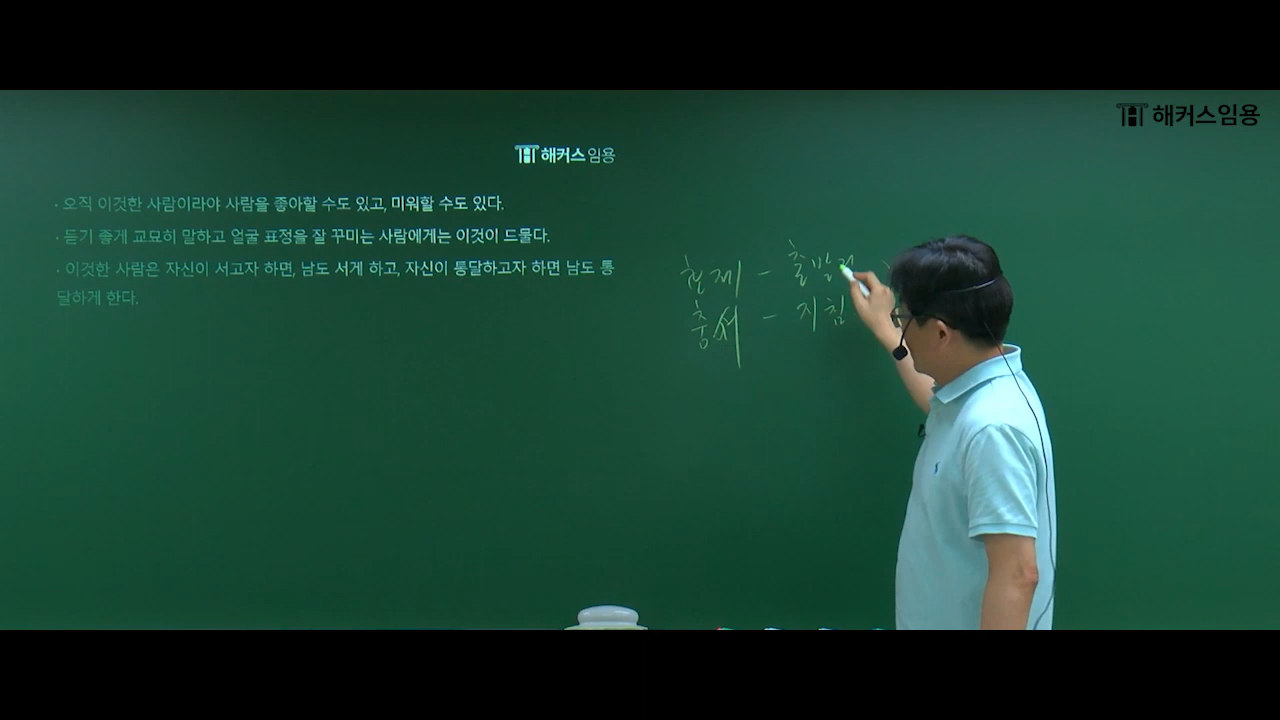 해커스임용
해커스임용
· 오직 이것한 사람이라야 사람을 좋아할 수도 있고, 미워할 수도 있다.
· 듣기 좋게 교묘히 말하고 얼굴 표정을 잘 꾸미는 사람에게는 이것이 드물다.
· 이것한 사람은 자신이 서고자 하면, 남도 서게 하고, 자신이 통달하고자 하면 남도 통
달하게 한다.
효제 - 출발
충서 - 지침